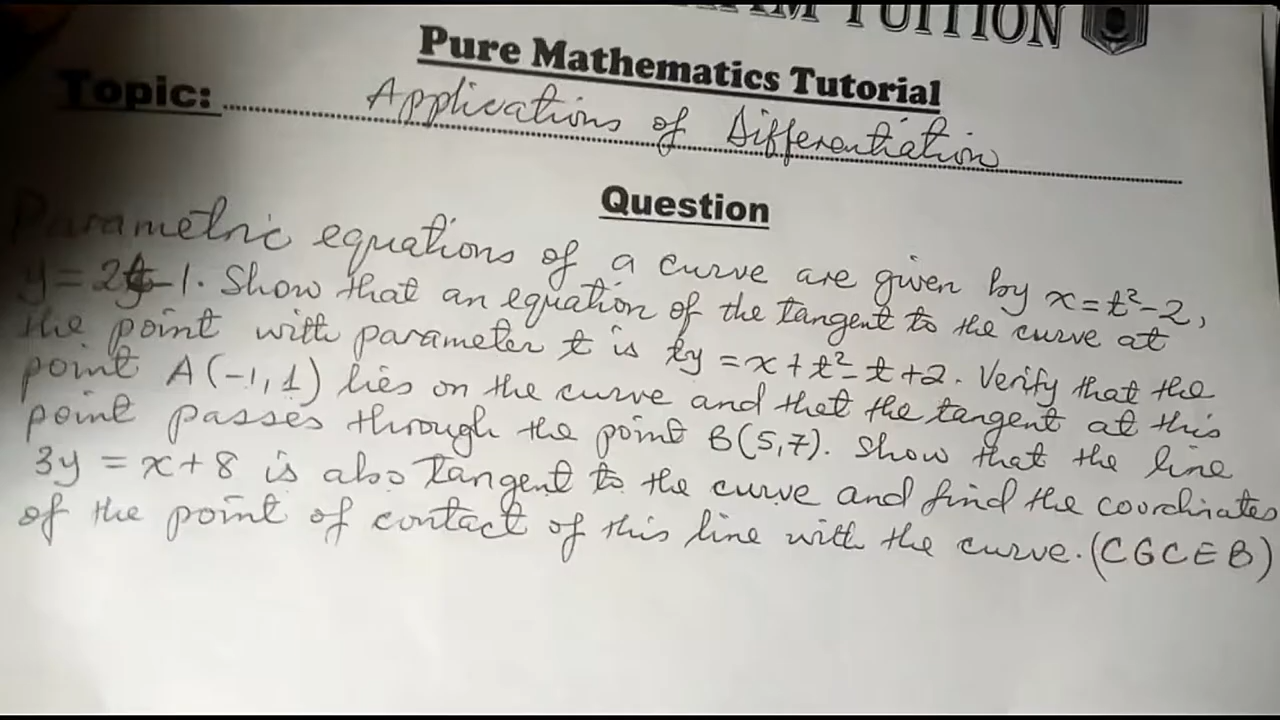 TUITION
Pure Mathematics Tutorial
Topic: Applications of Differentiation
Question
Parametric equations of a curve are given by x = t² - 2,
y = 2t - 1. Show that an equation of the tangent to the curve at
the point with parameter t is ty = x + t² - t + 2. Verify that the
point A(-1, 1) lies on the curve and that the tangent at this
point passes through the point B(5, 7). Show that the line
3y = x + 8 is also tangent to the curve and find the coordinates
of the point of contact of this line with the curve. (CGCEB)